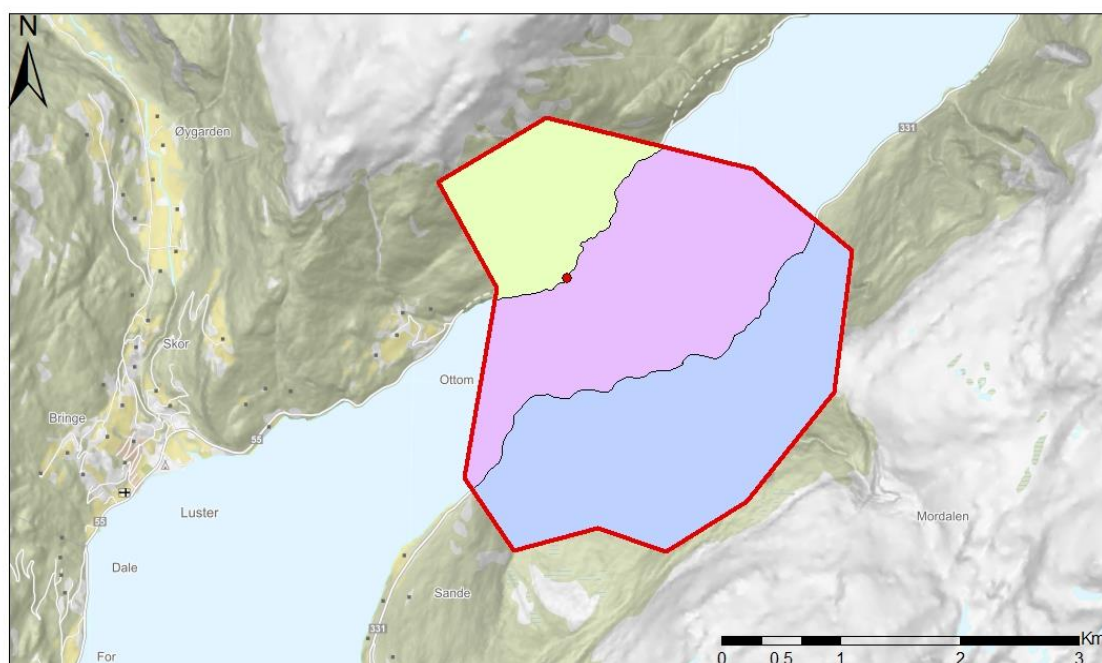 N
Øygarden
331
Skor
Ottom
Bringe
55
Luster
55
Mordalen
Dale
Sande
331
For
Km
0 0.5 1 2 3